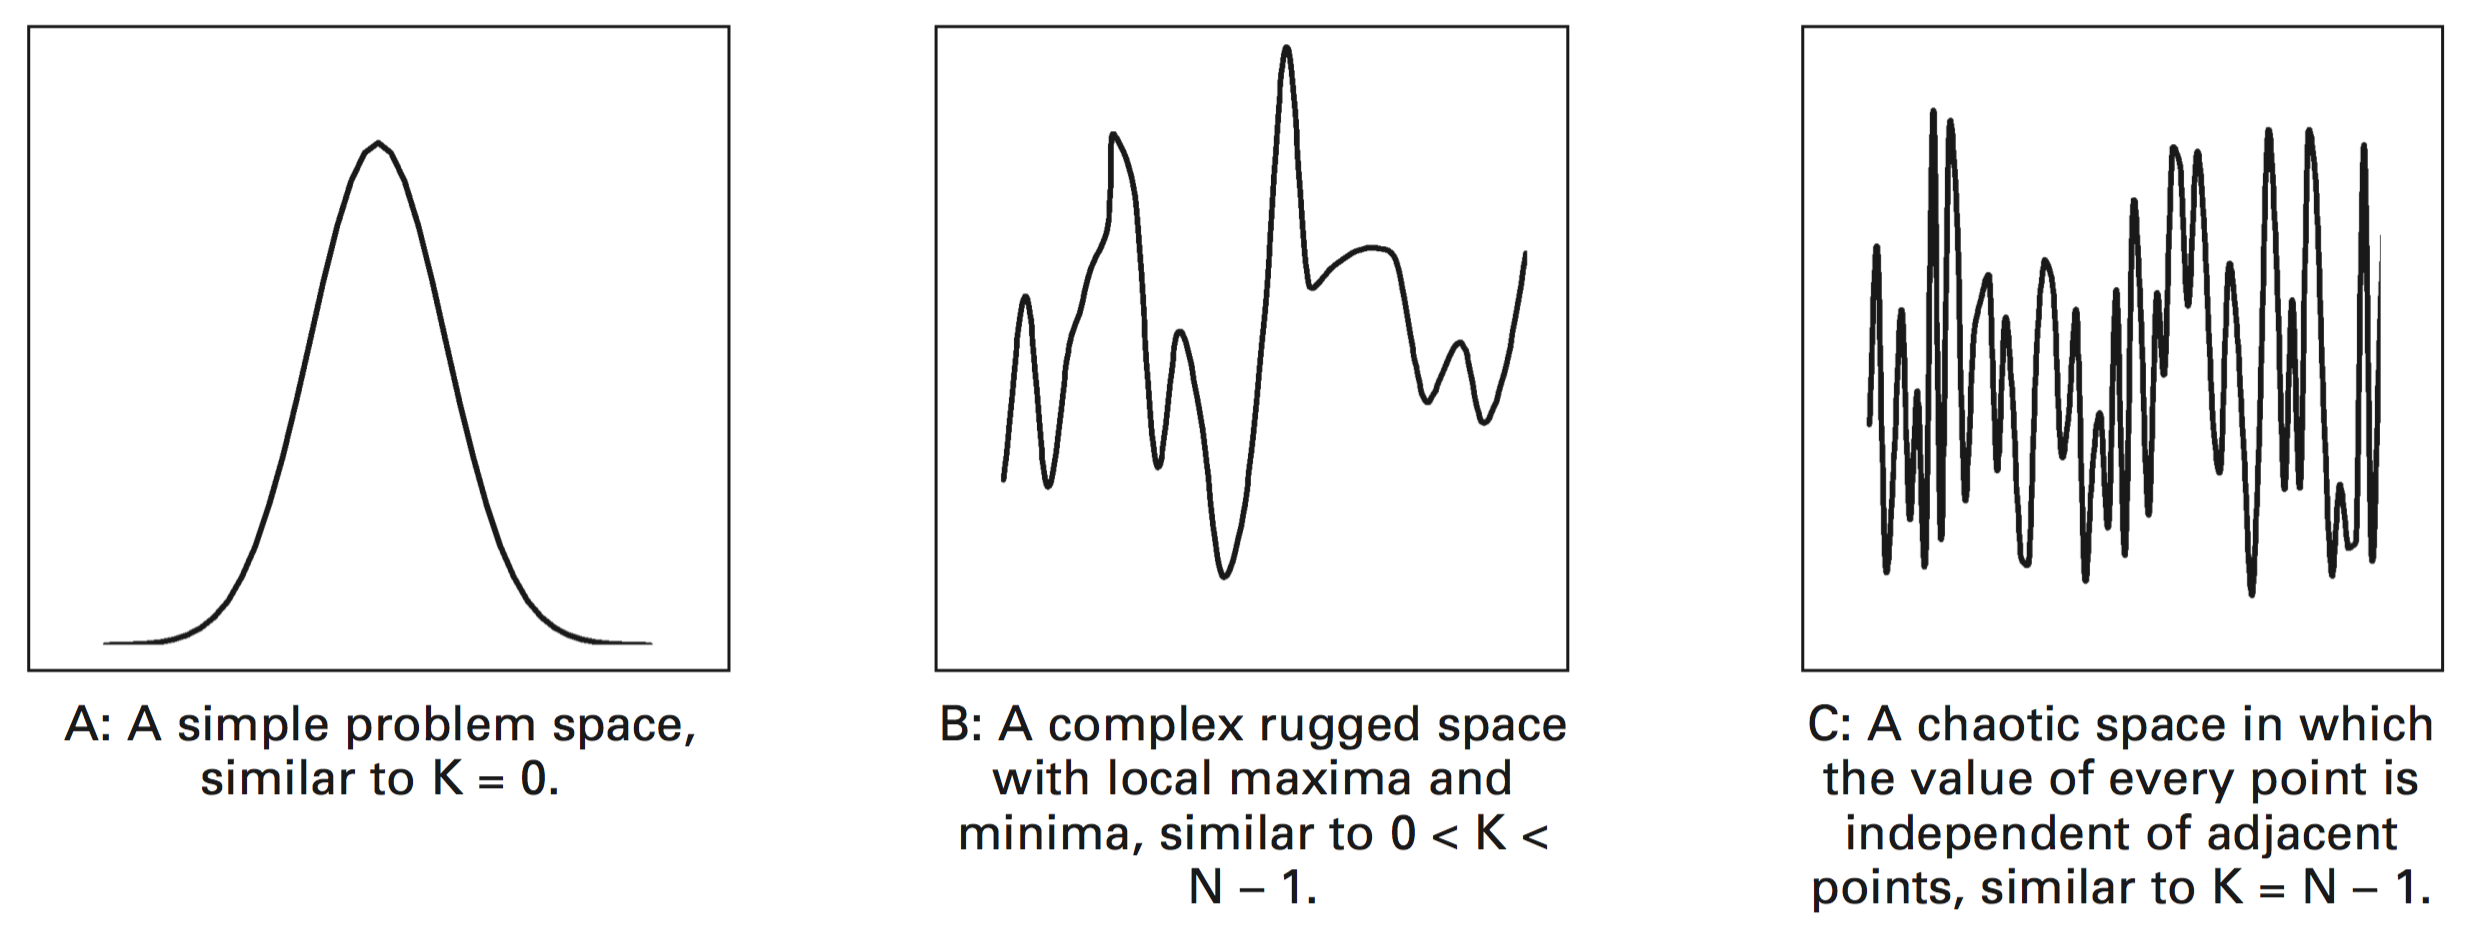 A: A simple problem space,
similar to K = 0.
B: A complex rugged space
with local maxima and
minima, similar to 0 < K <
N – 1.
C: A chaotic space in which
the value of every point is
independent of adjacent
points, similar to K = N – 1.